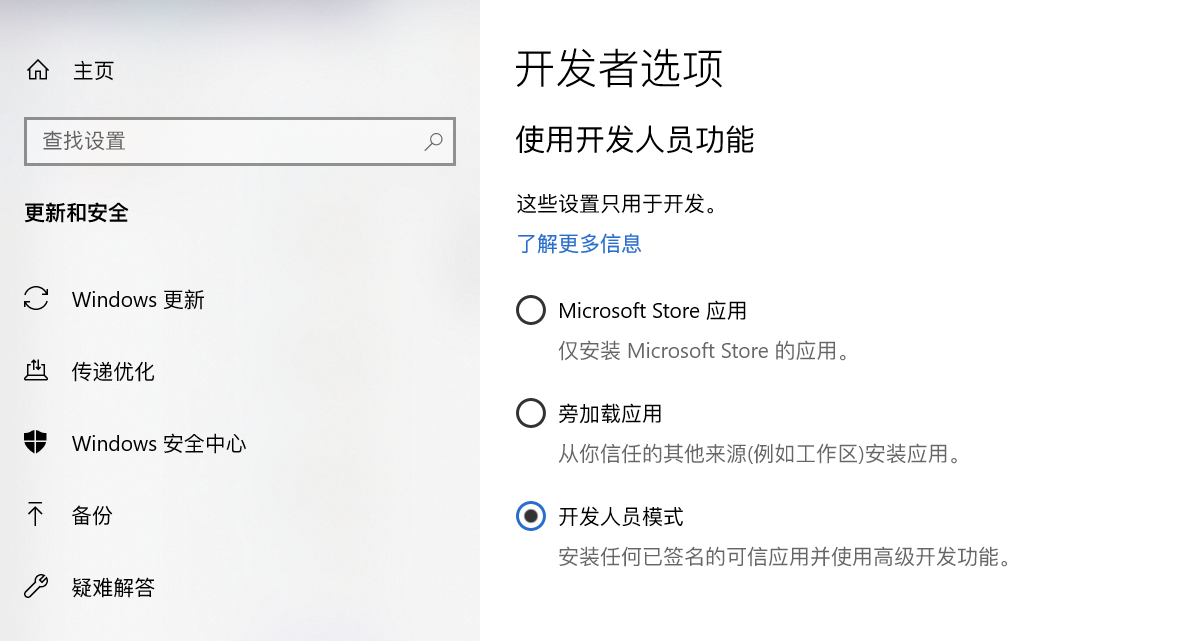 主页
查找设置
更新和安全
Windows 更新
传递优化
Windows 安全中心
备份
疑难解答
开发者选项
使用开发人员功能
这些设置只用于开发。
了解更多信息
Microsoft Store 应用
仅安装 Microsoft Store 的应用。
旁加载应用
从你信任的其他来源(例如工作区)安装应用。
开发人员模式
安装任何已签名的可信应用并使用高级开发功能。